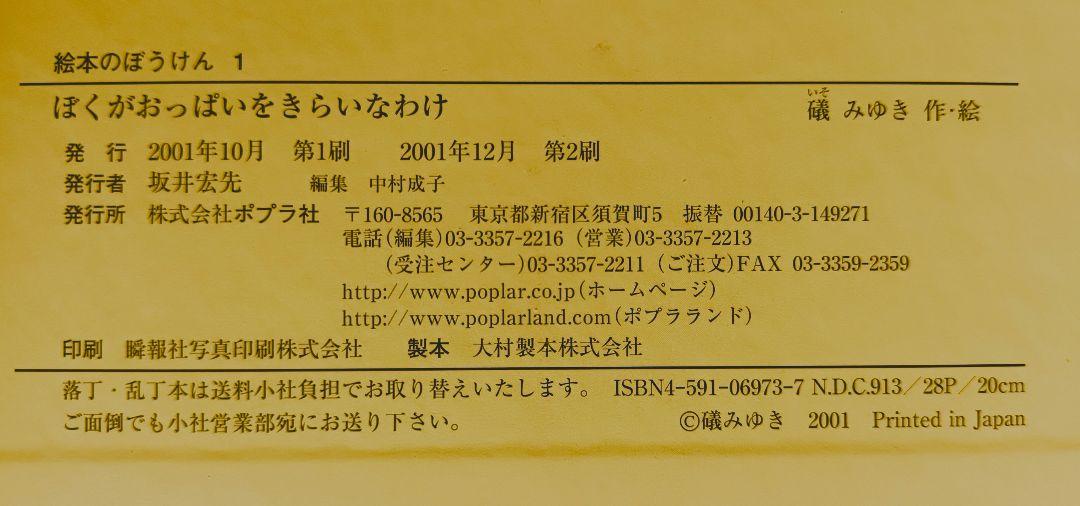 絵本のぼうけん 1
ぼくがおっぱいをきらいなわけ 礒 みゆき 作・絵
いそ
発 行 2001年10月 第1刷 2001年12月 第2刷
発行者 坂井宏先 編集 中村成子
発行所 株式会社ポプラ社 〒160-8565 東京都新宿区須賀町5 振替 00140-3-149271
電話(編集)03-3357-2216 (営業)03-3357-2213
(受注センター)03-3357-2211 (ご注文)FAX 03-3359-2359
http://www.poplar.co.jp(ホームページ)
http://www.poplarland.com(ポプラランド)
印刷 瞬報社写真印刷株式会社 製本 大村製本株式会社
落丁・乱丁本は送料小社負担でお取り替えいたします。 ISBN4-591-06973-7 N.D.C.913/28P/20cm
ご面倒でも小社営業部宛にお送り下さい。 ©礒みゆき 2001 Printed in Japan